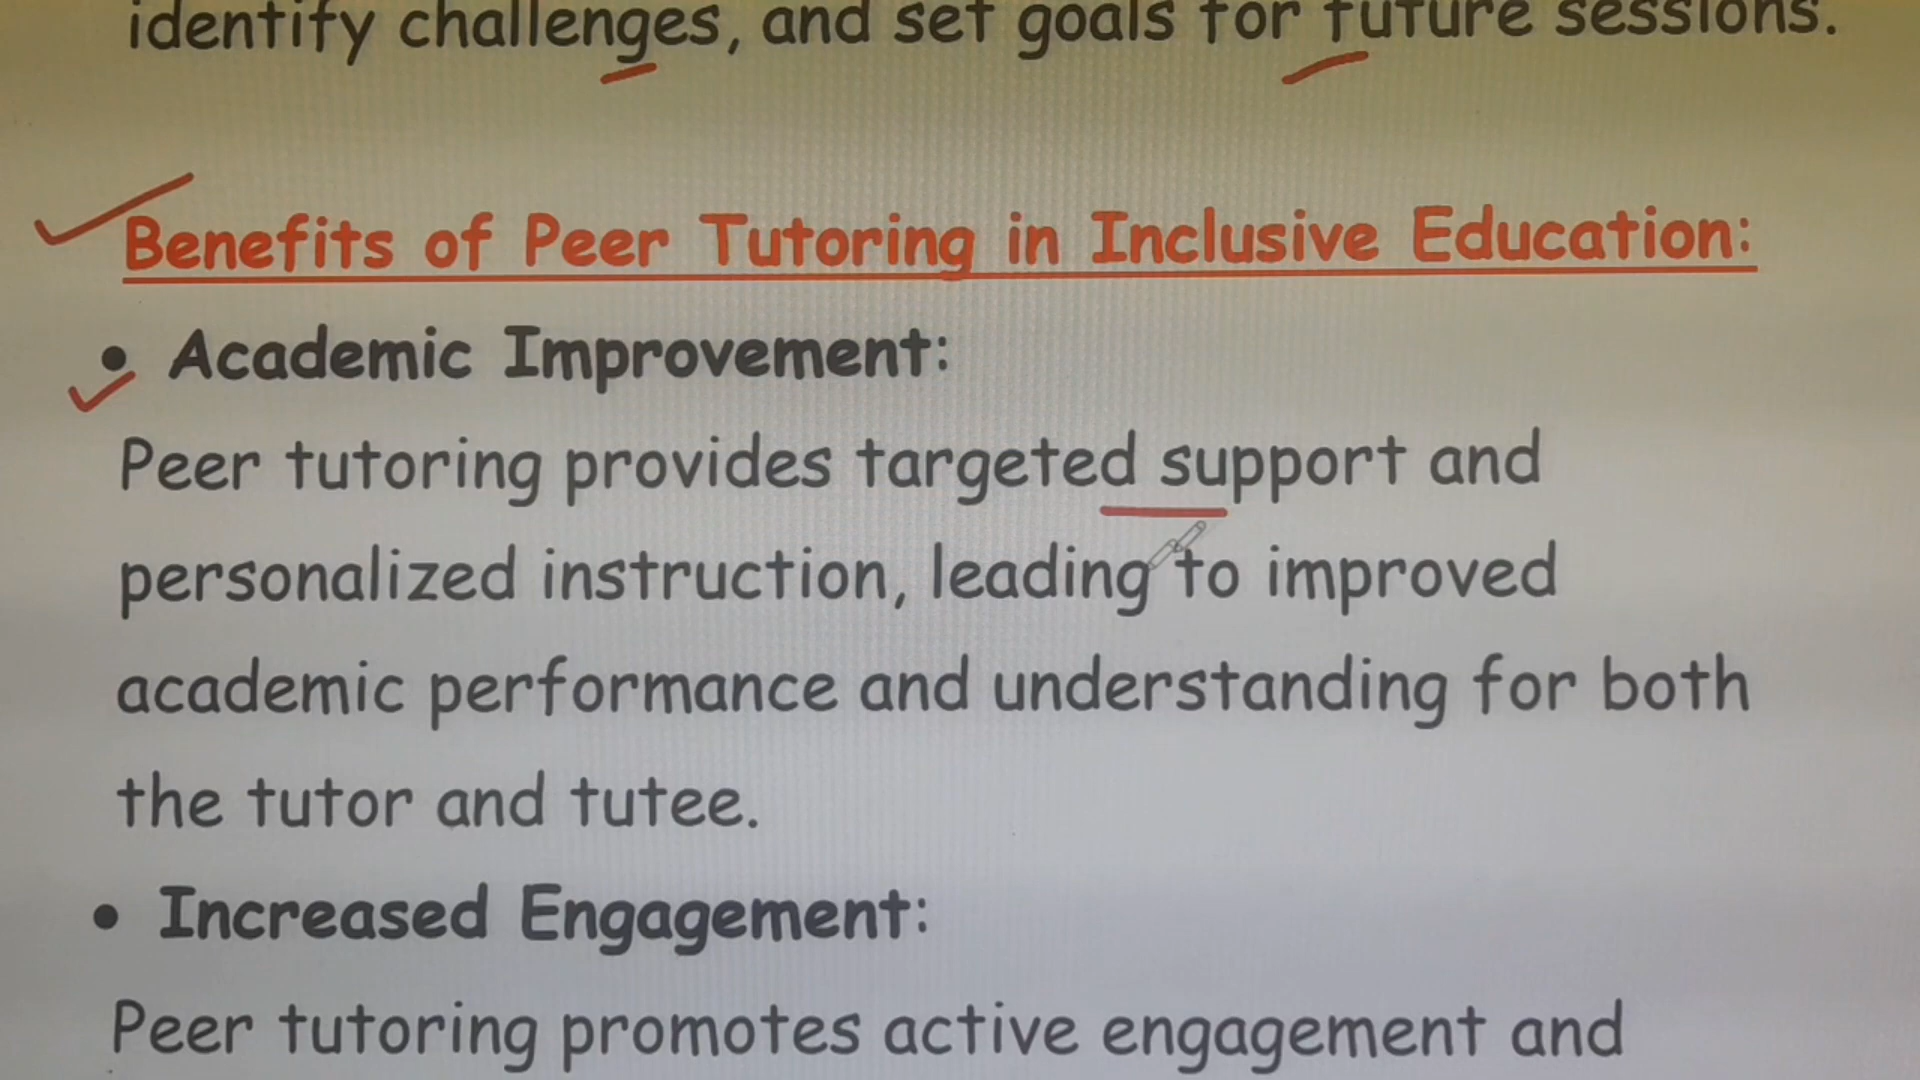 identify challenges, and set goals for future sessions.
Benefits of Peer Tutoring in Inclusive Education:
• Academic Improvement:
Peer tutoring provides targeted support and
personalized instruction, leading to improved
academic performance and understanding for both
the tutor and tutee.
• Increased Engagement:
Peer tutoring promotes active engagement and